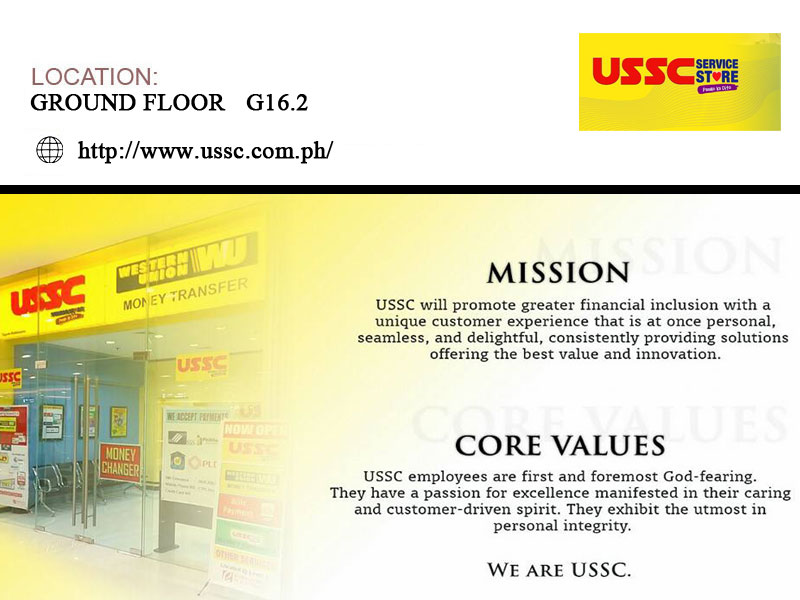 LOCATION:
GROUND FLOOR G16.2
http://www.ussc.com.ph/
USSC SERVICE
STORE
USSC
WESTERN
UNION WU
MONEY TRANSFER
USSC
USSC
MONEY
CHANGER
WE ACCEPT PAYMENTS
NOW OPEN
USSC
MISSION
MISSION
USSC will promote greater financial inclusion with a
unique customer experience that is at once personal,
seamless, and delightful, consistently providing solutions
offering the best value and innovation.
CORE VALUES
CORE VALUES
USSC employees are first and foremost God-fearing.
They have a passion for excellence manifested in their caring
and customer-driven spirit. They exhibit the utmost in
personal integrity.
WE ARE USSC.